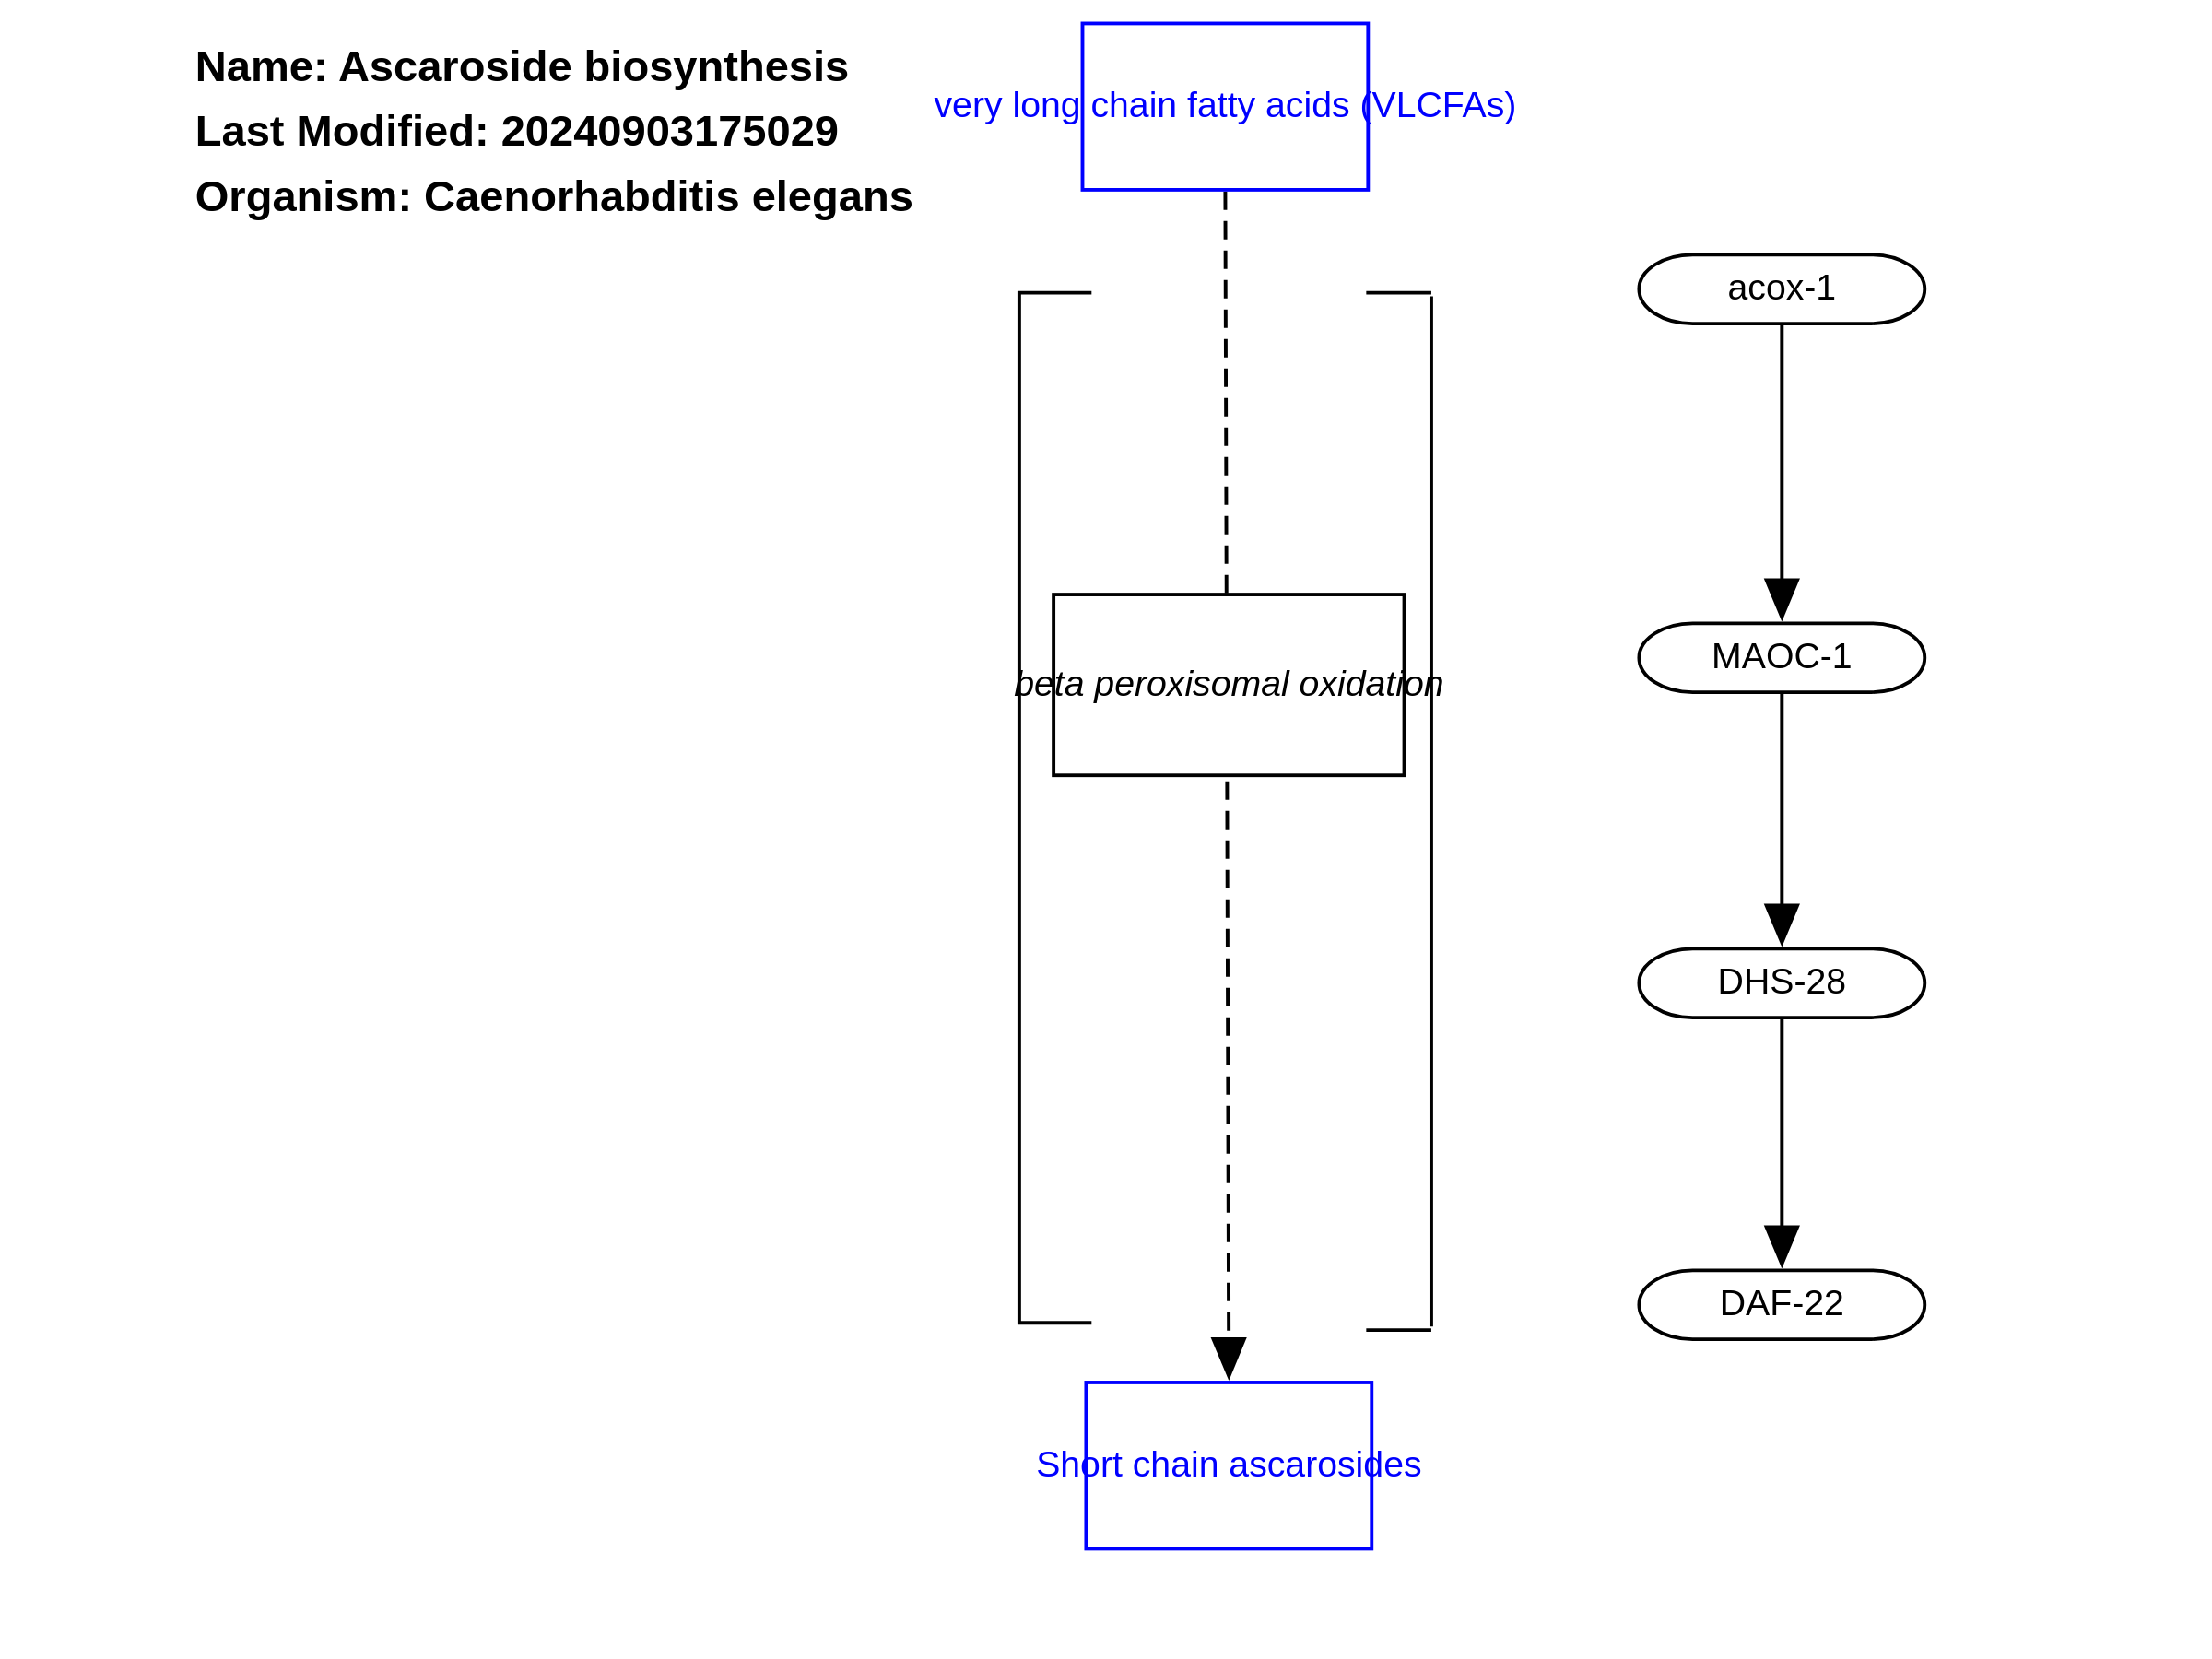 Name: Ascaroside biosynthesis
Last Modified: 20240903175029
Organism: Caenorhabditis elegans
very long chain fatty acids (VLCFAs)
acox-1
MAOC-1
beta peroxisomal oxidation
DHS-28
DAF-22
Short chain ascarosides